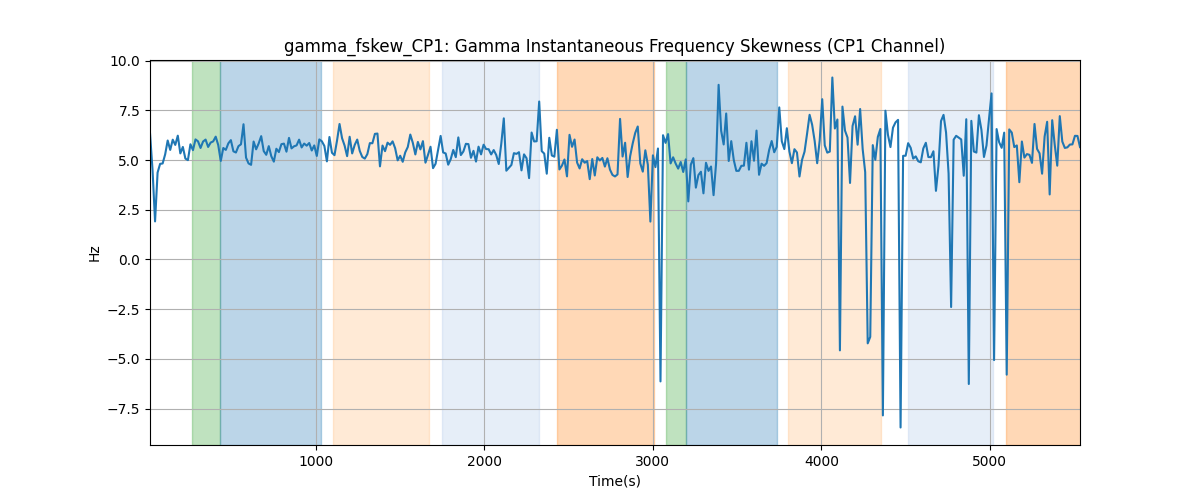 gamma_fskew_CP1: Gamma Instantaneous Frequency Skewness (CP1 Channel)
10.0
7.5
5.0
2.5
0.0
−2.5
−5.0
−7.5
Hz
1000 2000 3000 4000 5000
Time(s)